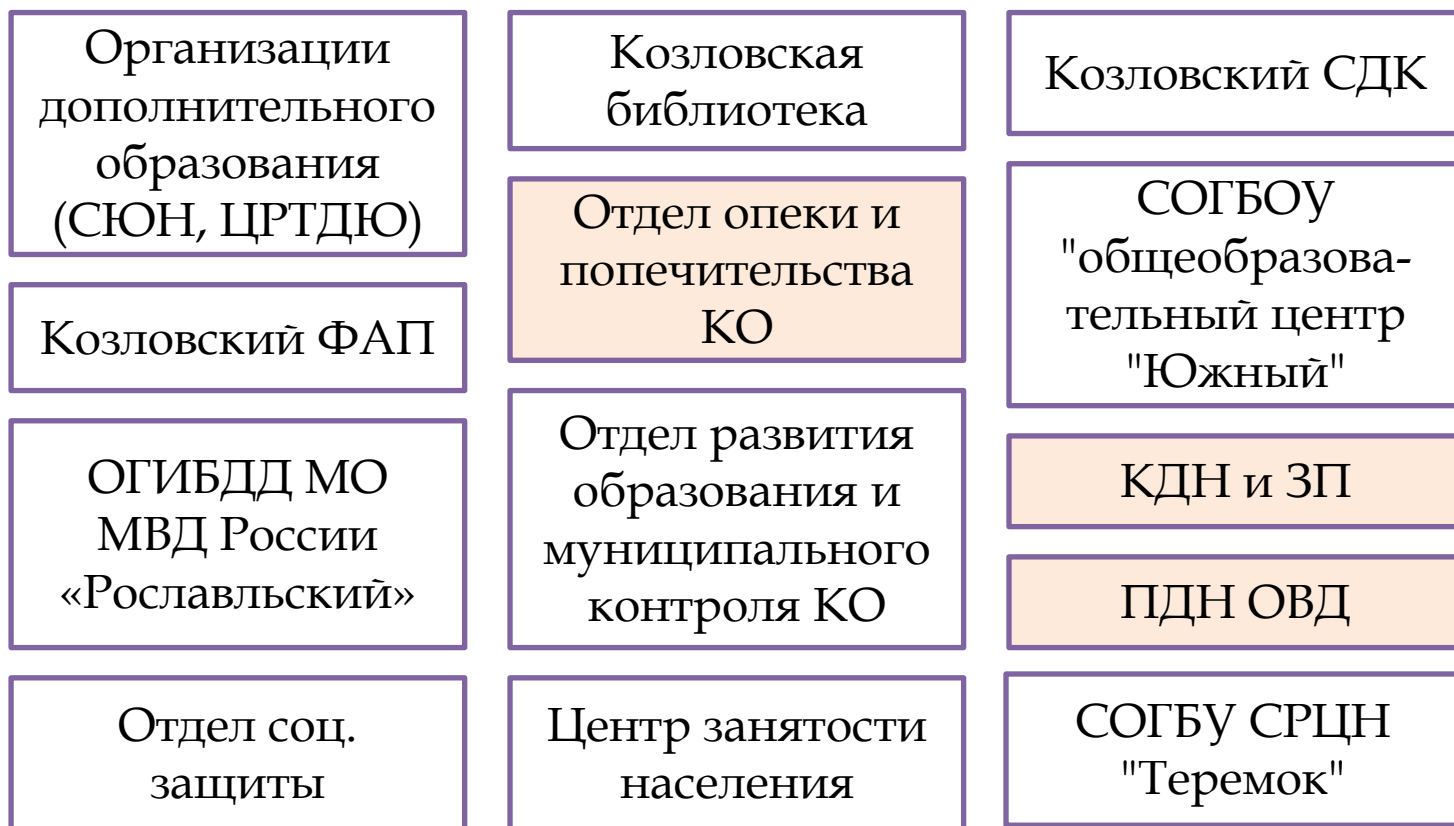 Организации
дополнительного
образования
(СЮН, ЦРТДЮ)
Козловский ФАП
ОГИБДД МО
МВД России
«Рославльский»
Отдел соц.
защиты
Козловская
библиотека
Отдел опеки и
попечительства
КО
Отдел развития
образования и
муниципального
контроля КО
Центр занятости
населения
Козловский СДК
СОГБОУ
"общеобразова-
тельный центр
"Южный"
КДН и ЗП
ПДН ОВД
СОГБУ СРЦН
"Теремок"